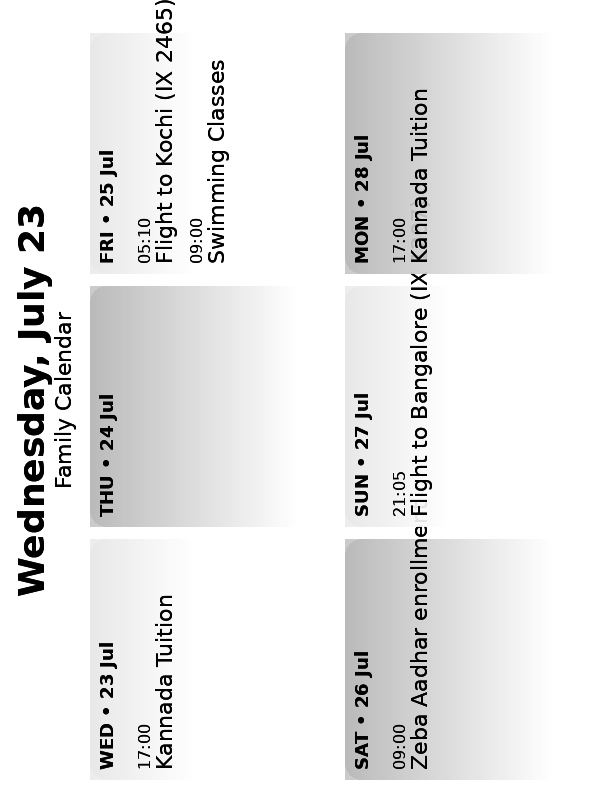 Wednesday, July 23
Family Calendar
WED • 23 Jul
17:00
Kannada Tuition
THU • 24 Jul
FRI • 25 Jul
05:10
Flight to Kochi (IX 2465)
09:00
Swimming Classes
SAT • 26 Jul
09:00
Zeba Aadhar enrollme
SUN • 27 Jul
21:05
Flight to Bangalore (IX
MON • 28 Jul
17:00
Kannada Tuition